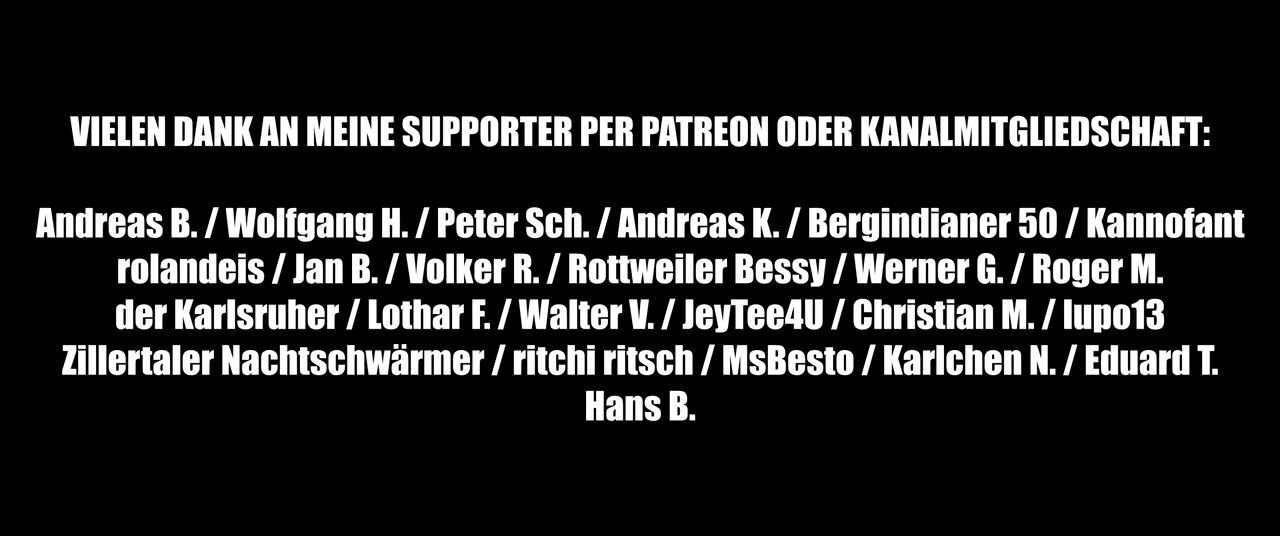 VIELEN DANK AN MEINE SUPPORTER PER PATREON ODER KANALMITGLIEDSCHAFT:
Andreas B. / Wolfgang H. / Peter Sch. / Andreas K. / Bergindianer 50 / Kannofant
rolandeis / Jan B. / Volker R. / Rottweiler Bessy / Werner G. / Roger M.
der Karlsruher / Lothar F. / Walter V. / JeyTee4U / Christian M. / lupo13
Zillertaler Nachtschwärmer / ritchi ritsch / MsBesto / Karlchen N. / Eduard T.
Hans B.